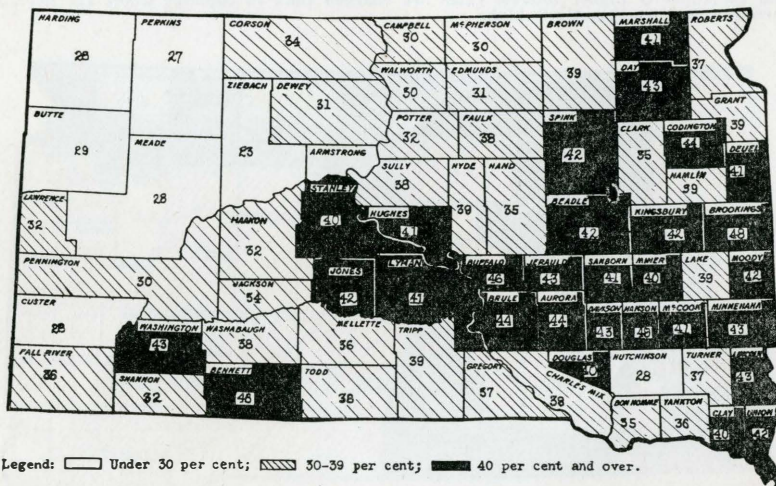 HARDING
28
PERKINS
27
CORSON
34
CAMPBELL
30
McPHERSON
30
BROWN
39
MARSHALL
41
ROBERTS
37
WALWORTH
EDMUNDS
31
DAY
43
ZIEBACH
23
DEWEY
31
BUTTE
29
MEADE
28
ARMSTRONG
POTTER
32
FAULK
38
SPINK
42
CLARK
35
CODINGTON
44
GRANT
39
DEUEL
41
HAMLIN
39
SULLY
38
HYDE
39
HAND
35
STANLEY
40
HUGHES
41
BEADLE
42
KINGSBURY
42
BROOKINGS
48
LAWRENCE
32
HAAKON
32
PENNINGTON
30
JACKSON
JONES
42
LYMAN
41
BUFFALO
46
JERAULD
43
SANBORN
41
MINER
40
LAKE
39
MOODY
42
CUSTER
28
WASHINGTON
43
WASHABAUGH
38
MELLETTE
36
TRIPP
39
BRULE
44
AURORA
44
DAVISON
43
HANSON
46
McCOOK
41
MINNEHAHA
43
FALL RIVER
36
SHANNON
32
BENNETT
48
TODD
38
GREGORY
CHARLES MIX
38
DOUGLAS
40
HUTCHINSON
28
TURNER
37
LINCOLN
43
BON HOMME
YANKTON
36
CLAY
40
UNION
42
Legend: Under 30 per cent; 30-39 per cent; 40 per cent and over.